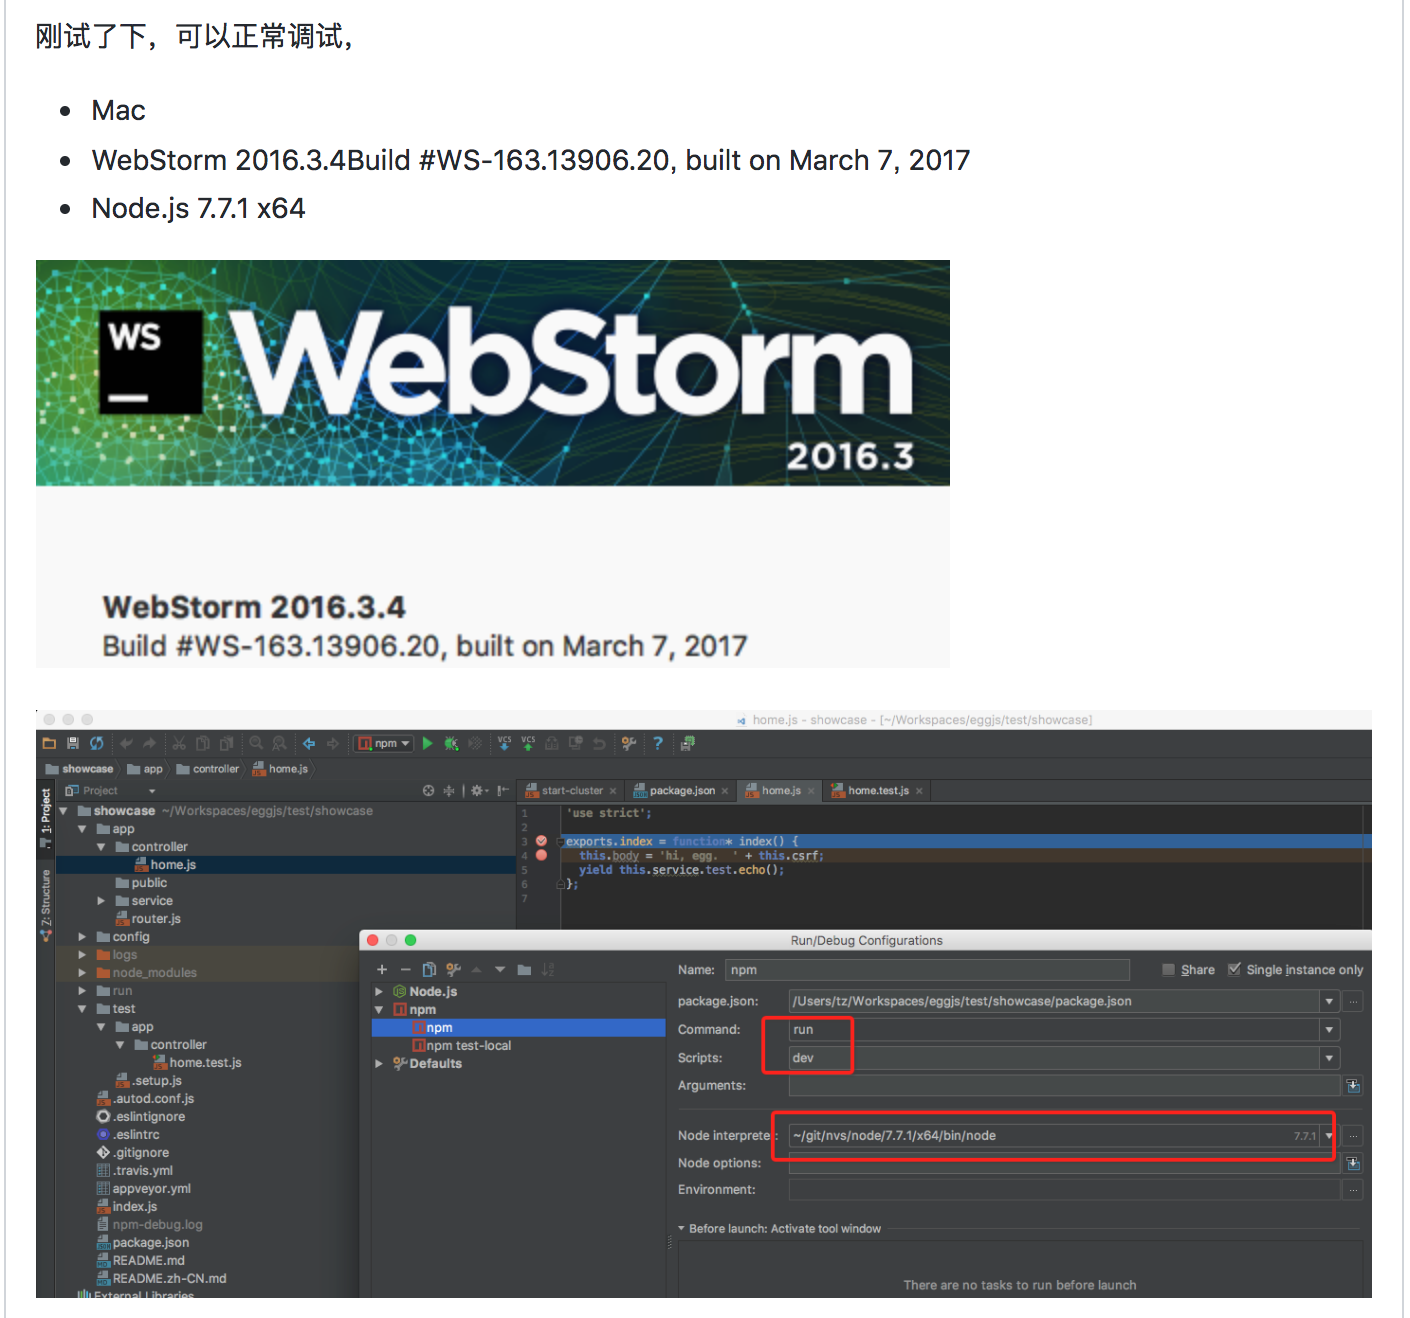 刚试了下，可以正常调试，
Mac
WebStorm 2016.3.4Build #WS-163.13906.20, built on March 7, 2017
Node.js 7.7.1 x64
WS
WebStorm
2016.3
WebStorm 2016.3.4
Build #WS-163.13906.20, built on March 7, 2017
home.js - showcase - [~/Workspaces/eggjs/test/showcase]
npm
VCS VCS
showcase app controller home.js
1: Project
Z: Structure
Project
start-cluster package.json home.js home.test.js
showcase ~/Workspaces/eggjs/test/showcase
app
controller
home.js
public
service
router.js
config
logs
node_modules
run
test
app
controller
home.test.js
.setup.js
.autod.conf.js
.eslintignore
.eslintrc
.gitignore
.travis.yml
appveyor.yml
index.js
npm-debug.log
package.json
README.md
README.zh-CN.md
External Libraries
1 'use strict';
2
3 exports.index = function* index() {
4 this.body = 'hi, egg. ' + this.csrf;
5 yield this.service.test.echo();
6 };
7
Run/Debug Configurations
Node.js
npm
npm
npm test-local
Defaults
Name: npm Share Single instance only
package.json: /Users/tz/Workspaces/eggjs/test/showcase/package.json
Command: run
Scripts: dev
Arguments:
Node interpreter: ~/git/nvs/node/7.7.1/x64/bin/node 7.7.1
Node options:
Environment:
Before launch: Activate tool window
There are no tasks to run before launch